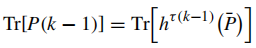 Tr[P(k − 1)] = Tr[h^{τ(k−1)}(P̄)]